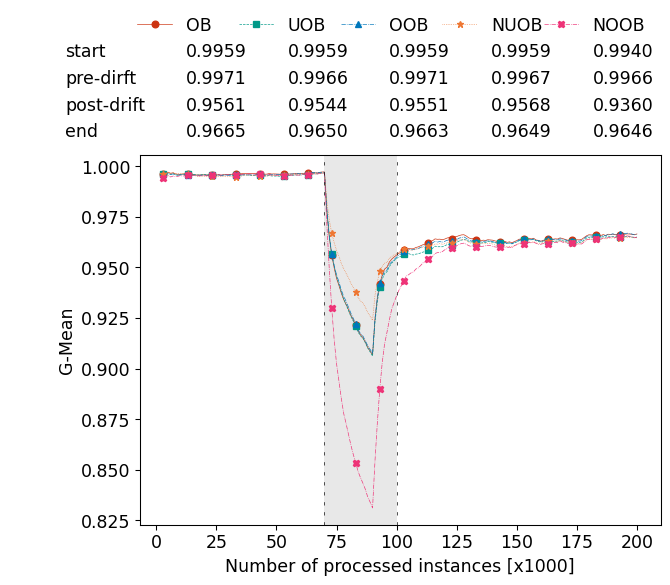 OB UOB OOB NUOB NOOB
start 0.9959 0.9959 0.9959 0.9959 0.9940
pre-dirft 0.9971 0.9966 0.9971 0.9967 0.9966
post-drift 0.9561 0.9544 0.9551 0.9568 0.9360
end 0.9665 0.9650 0.9663 0.9649 0.9646
1.000
0.975
0.950
0.925
0.900
0.875
0.850
0.825
G-Mean
0 25 50 75 100 125 150 175 200
Number of processed instances [x1000]